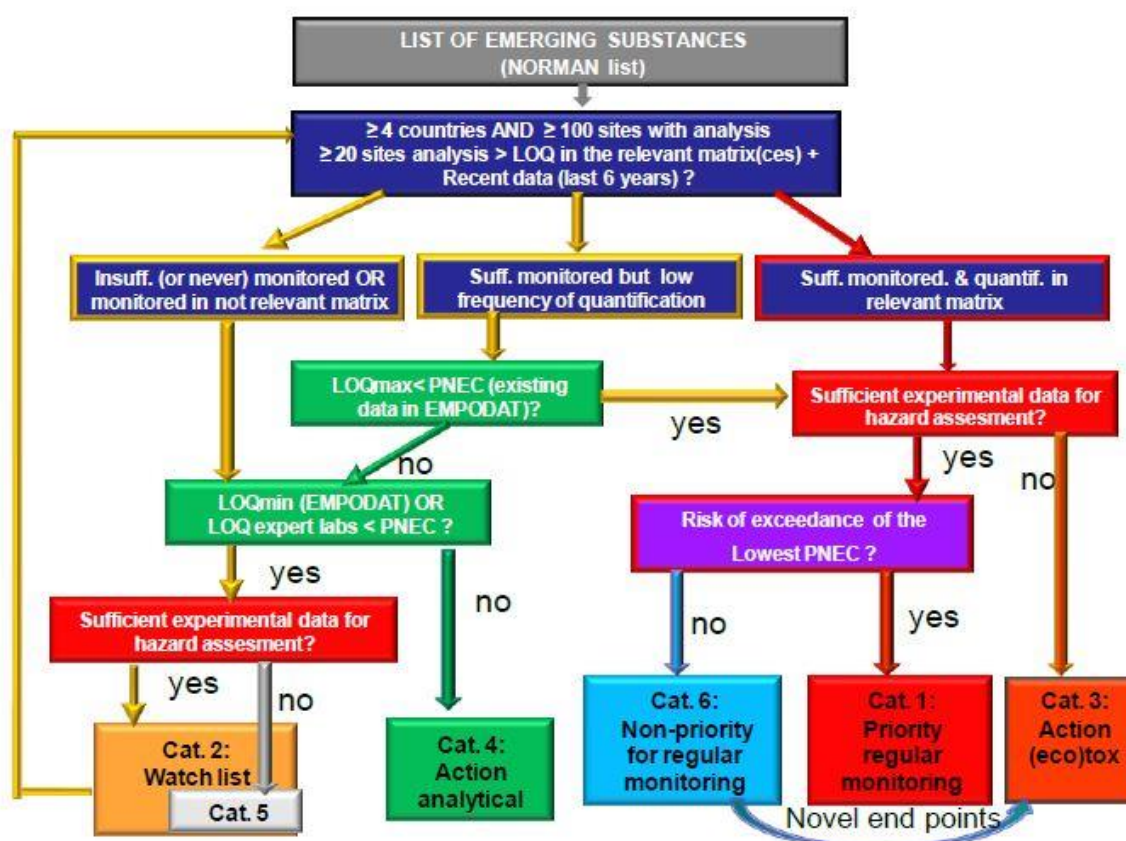 LIST OF EMERGING SUBSTANCES
(NORMAN list)
≥ 4 countries AND ≥ 100 sites with analysis
≥ 20 sites analysis > LOQ in the relevant matrix(ces) +
Recent data (last 6 years) ?
Insuff. (or never) monitored OR
monitored in not relevant matrix
Suff. monitored but low
frequency of quantification
Suff. monitored. & quantif. in
relevant matrix
LOQmax< PNEC (existing
data in EMPODAT)?
yes
Sufficient experimental data for
hazard assesment?
no
yes
no
LOQmin (EMPODAT) OR
LOQ expert labs < PNEC ?
Risk of exceedance of the
Lowest PNEC ?
yes
no
no
yes
Sufficient experimental data for
hazard assesment?
yes
no
Cat. 2:
Watch list
Cat. 5
Cat. 4:
Action
analytical
Cat. 6:
Non-priority
for regular
monitoring
Cat. 1:
Priority
regular
monitoring
Cat. 3:
Action
(eco)tox
Novel end points